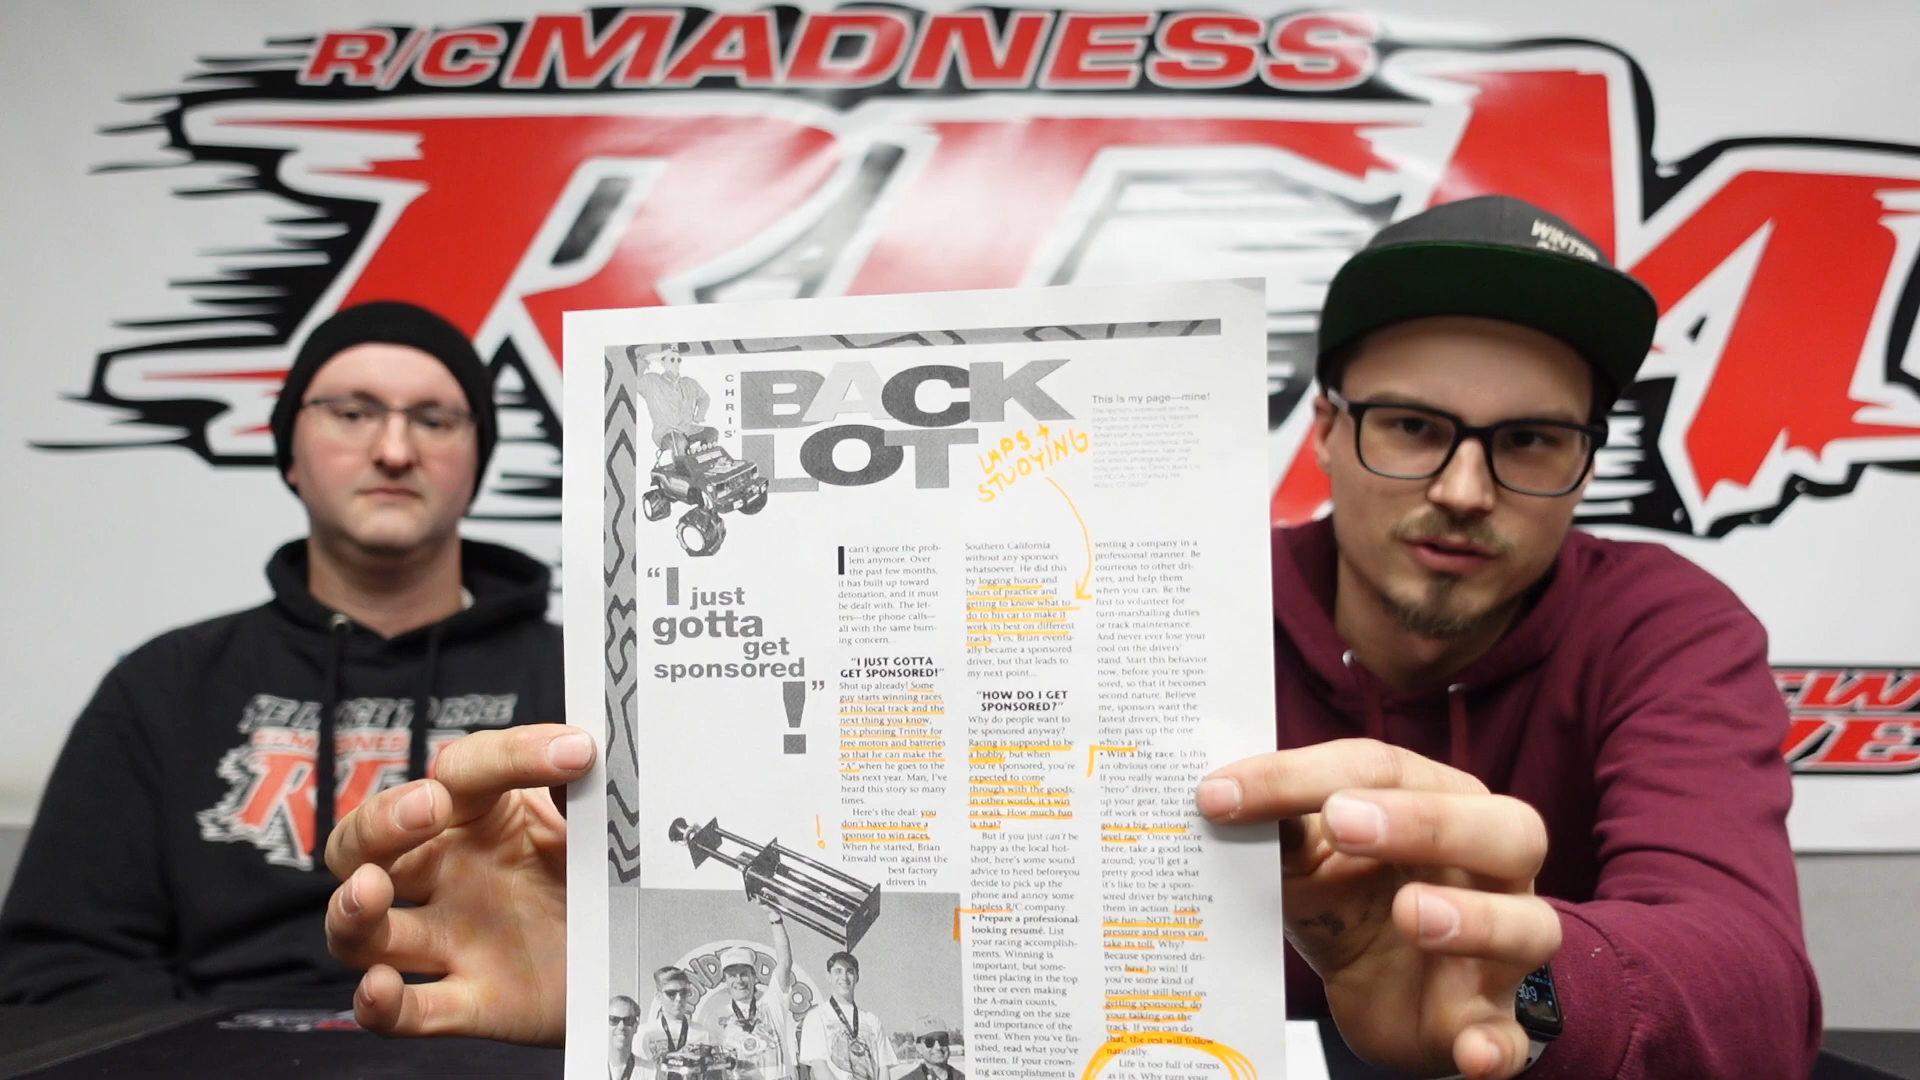 R/C MADNESS
RCM
WINTER
CHRIS'
BACK
LOT
This is my page—mine!
LAPS +
STUDYING
"I just
gotta
get
sponsored
!"
I can't ignore the prob-
lem anymore. Over
the past few months,
it has built up toward
detonation, and it must
be dealt with. The let-
ters—the phone calls—
all with the same burn-
ing concern...
"I JUST GOTTA
GET SPONSORED!"
Shut up already! Some
guy starts winning races
at his local track and the
next thing you know,
he's phoning Trinity for
free motors and batteries
so that he can make the
"A" when he goes to the
Nats next year. Man, I've
heard this story so many
times.
Here's the deal: you
don't have to have a
sponsor to win races.
When he started, Brian
Kinwald won against the
best factory
drivers in
!
Southern California
without any sponsors
whatsoever. He did this
by logging hours and
hours of practice and
getting to know what to
do to his car to make it
work its best on different
tracks. Yes, Brian eventu-
ally became a sponsored
driver, but that leads to
my next point...
"HOW DO I GET
SPONSORED?"
Why do people want to
be sponsored anyway?
Racing is supposed to be
a hobby, but when
you're sponsored, you're
expected to come
through with the goods;
in other words, it's win
or walk. How much fun
is that?
But if you just can't be
happy as the local hot-
shot, here's some sound
advice to heed before you
decide to pick up the
phone and annoy some
hapless R/C company.
• Prepare a professional-
looking resumé. List
your racing accomplish-
ments. Winning is
important, but some-
times placing in the top
three or even making
the A-main counts,
depending on the size
and importance of the
event. When you've fin-
ished, read what you've
written. If your crown-
ing accomplishment is
senting a company in a
professional manner. Be
courteous to other dri-
vers, and help them
when you can. Be the
first to volunteer for
turn-marshalling duties
or track maintenance.
And never ever lose your
cool on the drivers'
stand. Start this behavior
now, before you're spon-
sored, so that it becomes
second nature. Believe
me, sponsors want the
fastest drivers, but they
often pass up the one
who's a jerk.
• Win a big race. Is this
an obvious one or what?
If you really wanna be a
"hero" driver, then
up your gear, take time
off work or school and
go to a big, national-
level race. Once you're
there, take a good look
around; you'll get a
pretty good idea what
it's like to be a spon-
sored driver by watching
them in action. Looks
like fun—NOT! All the
pressure and stress can
take its toll. Why?
Because sponsored dri-
vers have to win! If
you're some kind of
masochist still bent on
getting sponsored, do
your talking on the
track. If you can do
that, the rest will follow
naturally.
Life is too full of stress
as it is. Why turn your